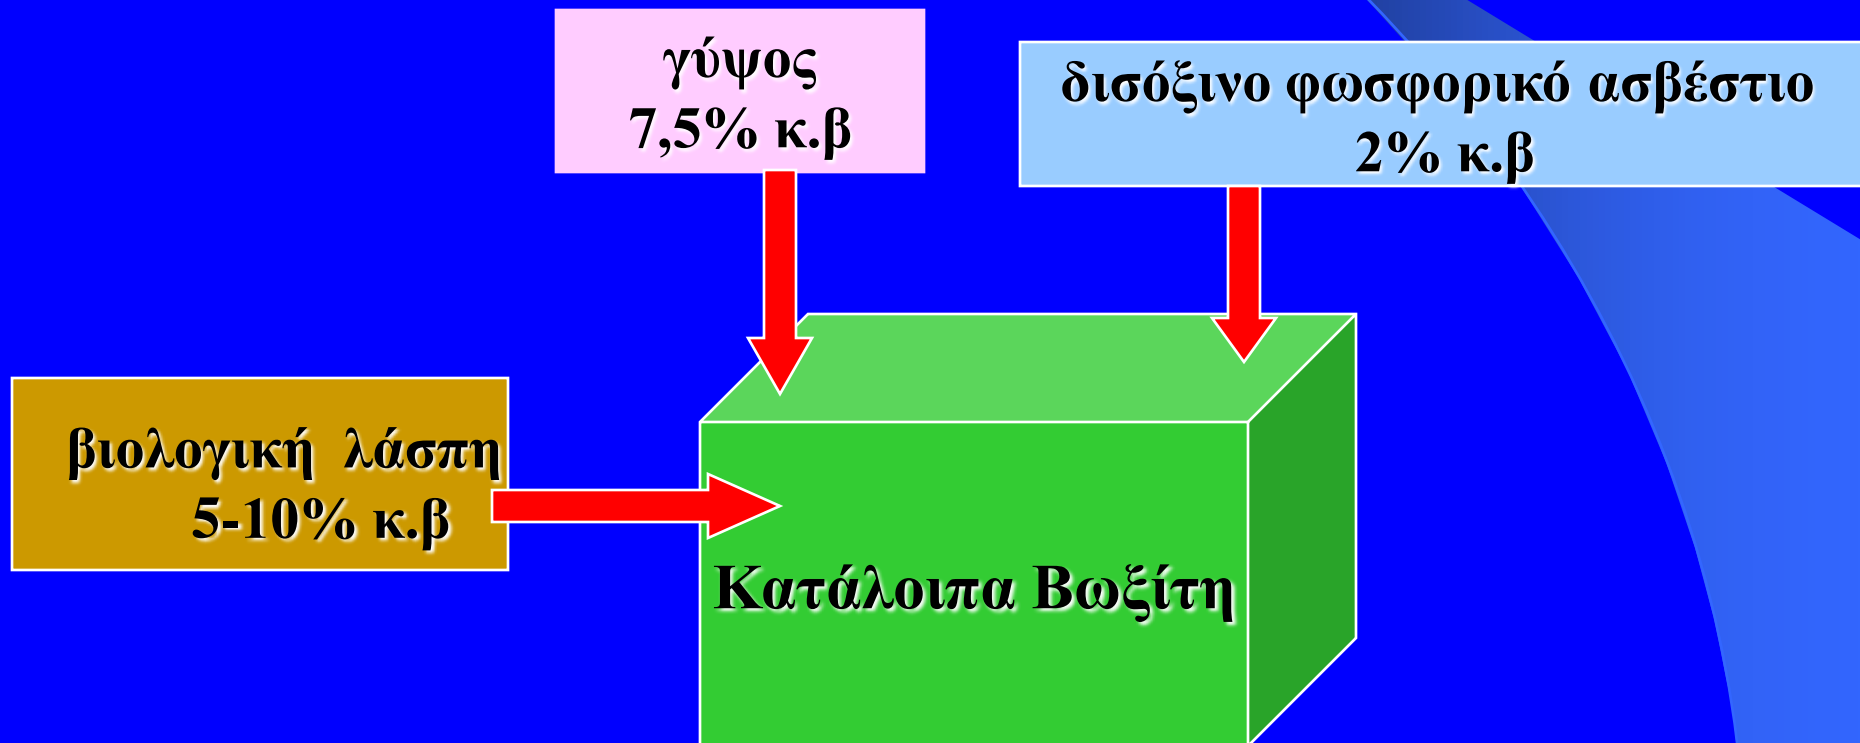 γύψος
7,5% κ.β
δισόξινο φωσφορικό ασβέστιο
2% κ.β
βιολογική λάσπη
5-10% κ.β
Κατάλοιπα Βωξίτη